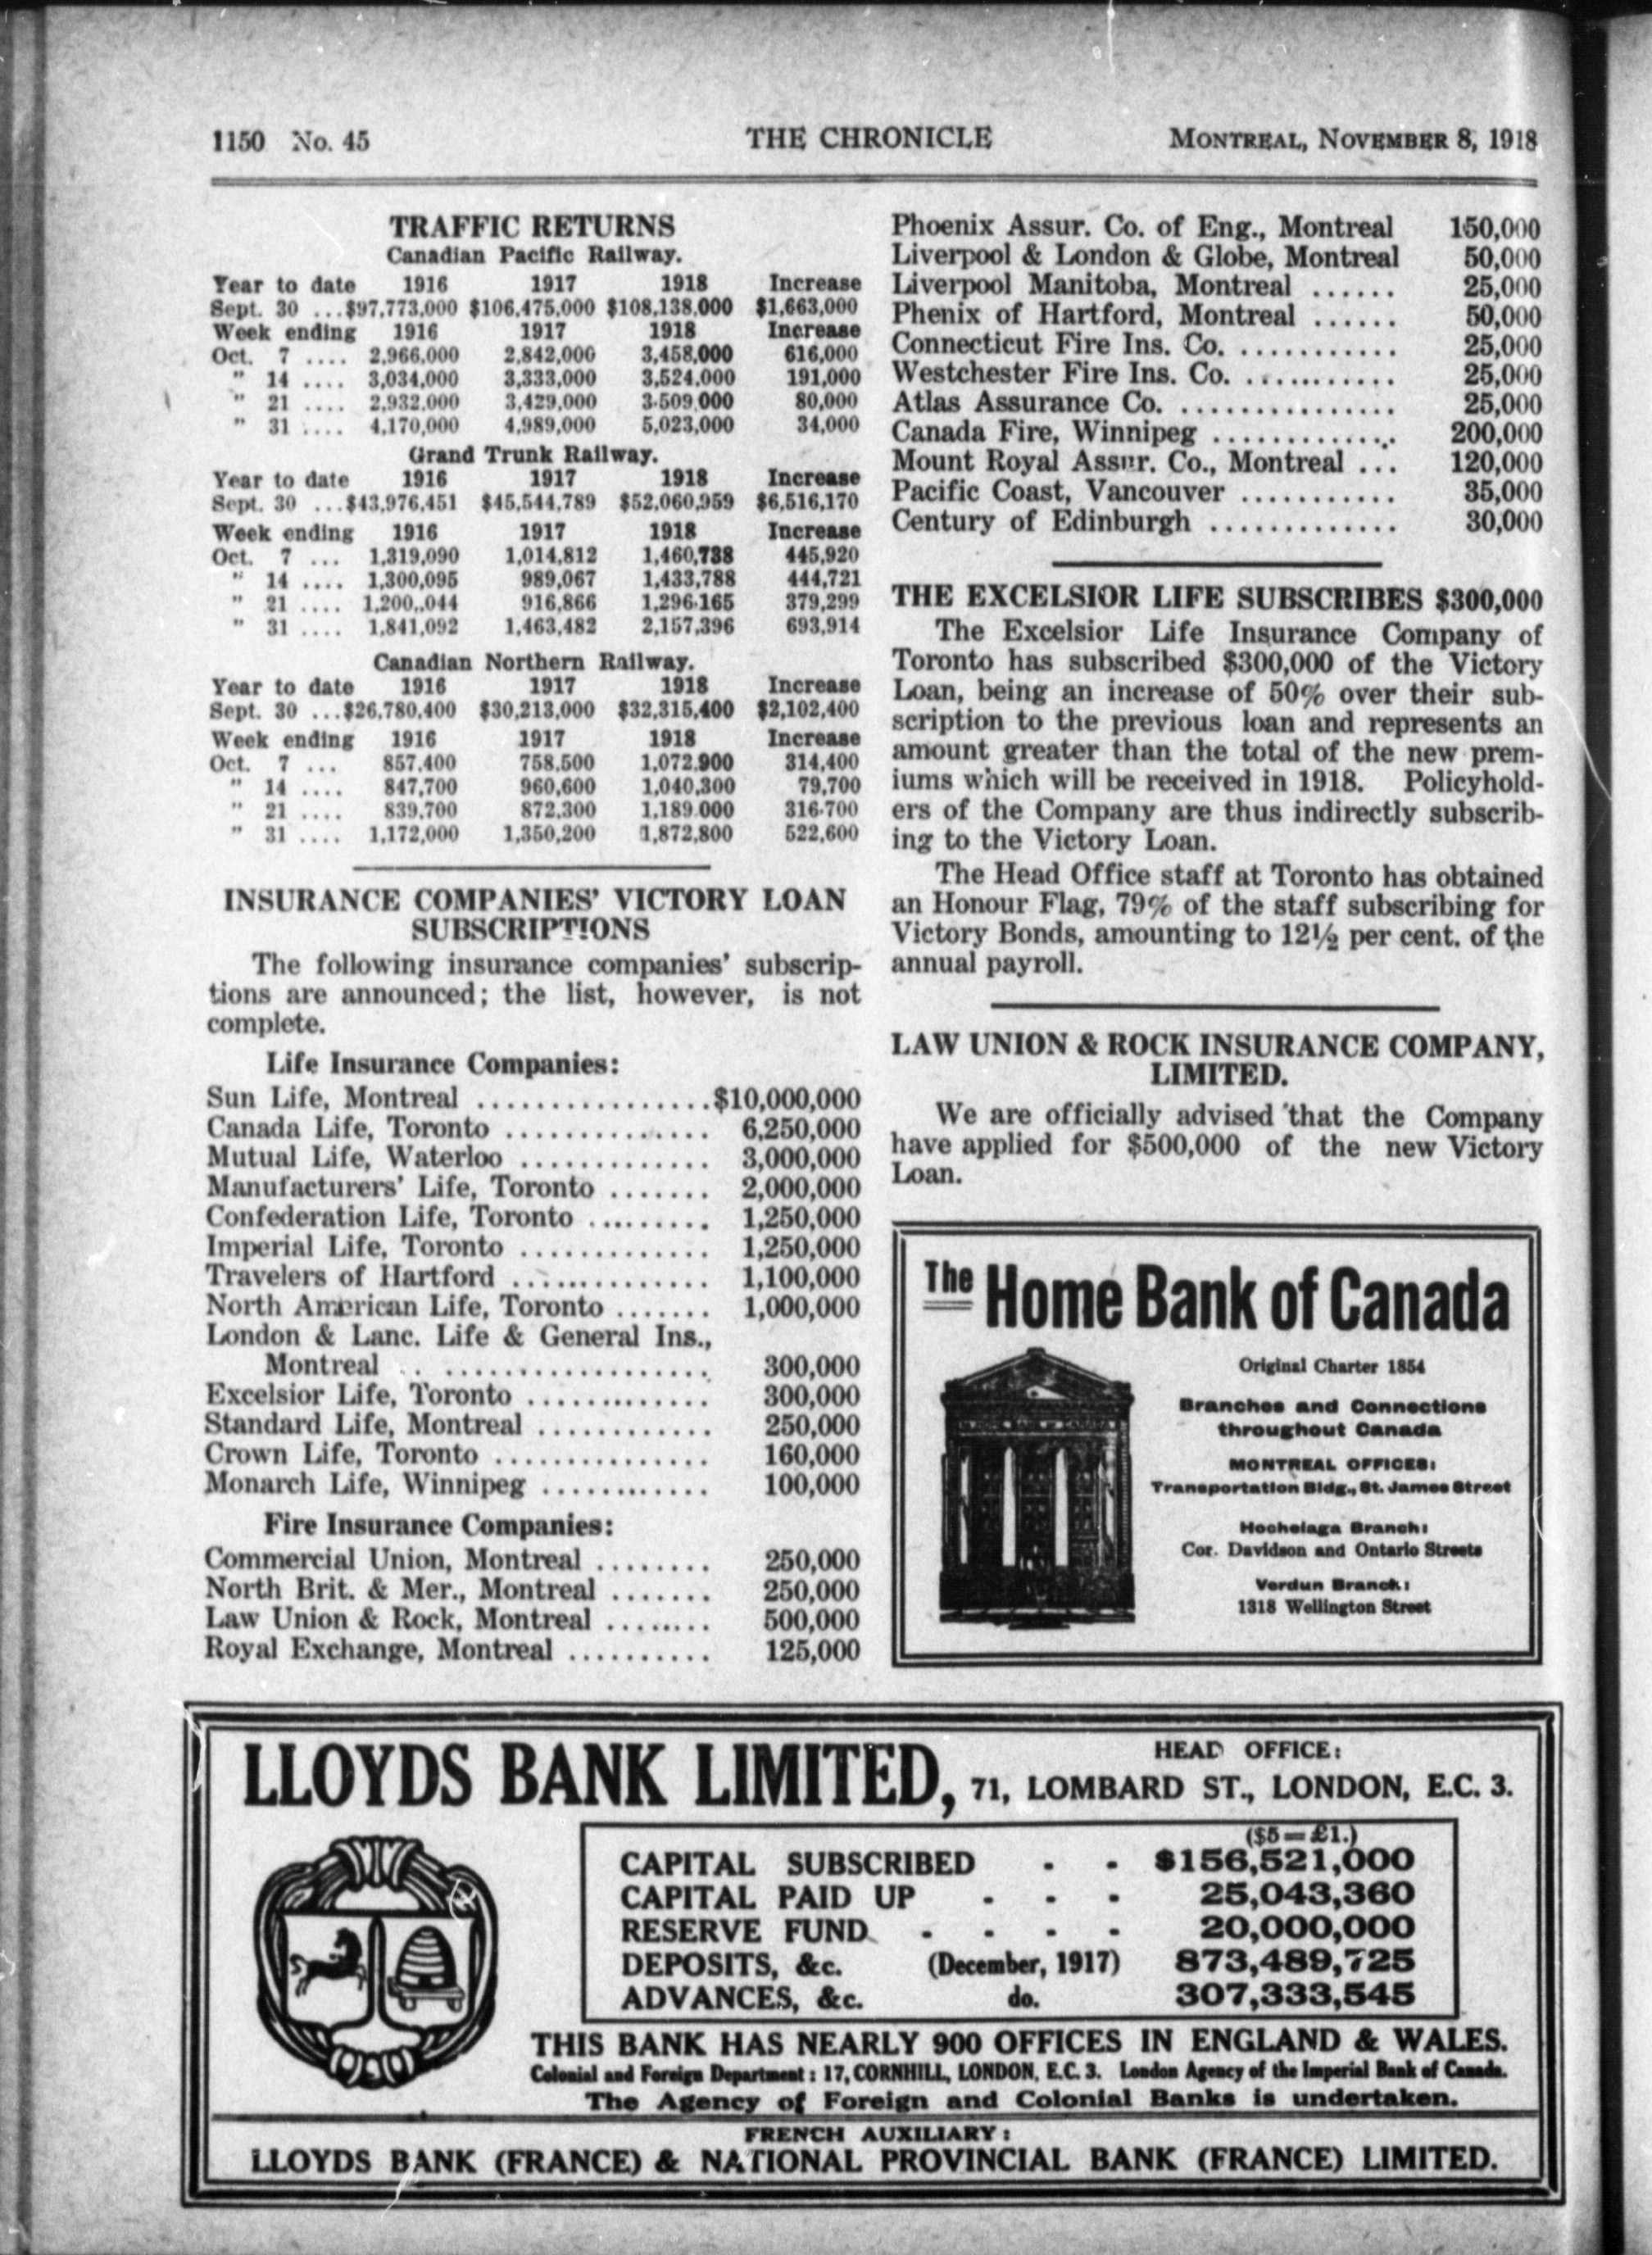 1150 No. 45
THE CHRONICLE
MONTREAL, NOVEMBER 8, 1918
TRAFFIC RETURNS
Canadian Pacific Railway.
Year to date 1916 1917 1918 Increase
Sept. 30 ...$97,773,000 $106,475,000 $108,138,000 $1,663,000
Week ending 1916 1917 1918 Increase
Oct. 7 .... 2,966,000 2,842,000 3,458,000 616,000
" 14 .... 3,034,000 3,333,000 3,524,000 191,000
" 21 .... 2,932,000 3,429,000 3.509,000 80,000
" 31 .... 4,170,000 4,989,000 5,023,000 34,000
Grand Trunk Railway.
Year to date 1916 1917 1918 Increase
Sept. 30 ...$43,976,451 $45,544,789 $52,060,959 $6,516,170
Week ending 1916 1917 1918 Increase
Oct. 7 ... 1,319,090 1,014,812 1,460,738 445,920
" 14 .... 1,300,095 989,067 1,433,788 444,721
" 21 .... 1,200,,044 916,866 1,296.165 379,299
" 31 .... 1,841,092 1,463,482 2,157,396 693,914
Canadian Northern Railway.
Year to date 1916 1917 1918 Increase
Sept. 30 ...$26,780,400 $30,213,000 $32,315,400 $2,102,400
Week ending 1916 1917 1918 Increase
Oct. 7 ... 857,400 758,500 1,072,900 314,400
" 14 .... 847,700 960,600 1,040,300 79,700
" 21 .... 839,700 872,300 1,189.000 316.700
" 31 .... 1,172,000 1,350,200 1,872,800 522,600
INSURANCE COMPANIES' VICTORY LOAN
SUBSCRIPTIONS
The following insurance companies' subscrip-
tions are announced; the list, however, is not
complete.
Life Insurance Companies:
Sun Life, Montreal ................$10,000,000
Canada Life, Toronto .............. 6,250,000
Mutual Life, Waterloo ............. 3,000,000
Manufacturers' Life, Toronto ....... 2,000,000
Confederation Life, Toronto ......... 1,250,000
Imperial Life, Toronto ............. 1,250,000
Travelers of Hartford .............. 1,100,000
North American Life, Toronto ....... 1,000,000
London & Lanc. Life & General Ins.,
Montreal .. .................. 300,000
Excelsior Life, Toronto ............. 300,000
Standard Life, Montreal ............ 250,000
Crown Life, Toronto ............... 160,000
Monarch Life, Winnipeg ............ 100,000
Fire Insurance Companies:
Commercial Union, Montreal ........ 250,000
North Brit. & Mer., Montreal ....... 250,000
Law Union & Rock, Montreal ........ 500,000
Royal Exchange, Montreal .......... 125,000
Phoenix Assur. Co. of Eng., Montreal 150,000
Liverpool & London & Globe, Montreal 50,000
Liverpool Manitoba, Montreal ...... 25,000
Phenix of Hartford, Montreal ...... 50,000
Connecticut Fire Ins. Co. ........... 25,000
Westchester Fire Ins. Co. ........... 25,000
Atlas Assurance Co. ............... 25,000
Canada Fire, Winnipeg ............. 200,000
Mount Royal Assur. Co., Montreal ... 120,000
Pacific Coast, Vancouver ........... 35,000
Century of Edinburgh ............. 30,000
THE EXCELSIOR LIFE SUBSCRIBES $300,000
The Excelsior Life Insurance Company of
Toronto has subscribed $300,000 of the Victory
Loan, being an increase of 50% over their sub-
scription to the previous loan and represents an
amount greater than the total of the new prem-
iums which will be received in 1918. Policyhold-
ers of the Company are thus indirectly subscrib-
ing to the Victory Loan.
The Head Office staff at Toronto has obtained
an Honour Flag, 79% of the staff subscribing for
Victory Bonds, amounting to 12½ per cent. of the
annual payroll.
LAW UNION & ROCK INSURANCE COMPANY,
LIMITED.
We are officially advised that the Company
have applied for $500,000 of the new Victory
Loan.
The Home Bank of Canada
Original Charter 1854
Branches and Connections
throughout Canada
MONTREAL OFFICES:
Transportation Bldg., St. James Street
Hochelaga Branch:
Cor. Davidson and Ontario Streets
Verdun Branch:
1318 Wellington Street
LLOYDS BANK LIMITED,
HEAD OFFICE:
71, LOMBARD ST., LONDON, E.C. 3.
($5 = £1.)
CAPITAL SUBSCRIBED - - $156,521,000
CAPITAL PAID UP - - - 25,043,360
RESERVE FUND - - - - 20,000,000
DEPOSITS, &c. (December, 1917) 873,489,725
ADVANCES, &c. do. 307,333,545
THIS BANK HAS NEARLY 900 OFFICES IN ENGLAND & WALES.
Colonial and Foreign Department: 17, CORNHILL, LONDON, E.C. 3. London Agency of the Imperial Bank of Canada.
The Agency of Foreign and Colonial Banks is undertaken.
FRENCH AUXILIARY:
LLOYDS BANK (FRANCE) & NATIONAL PROVINCIAL BANK (FRANCE) LIMITED.